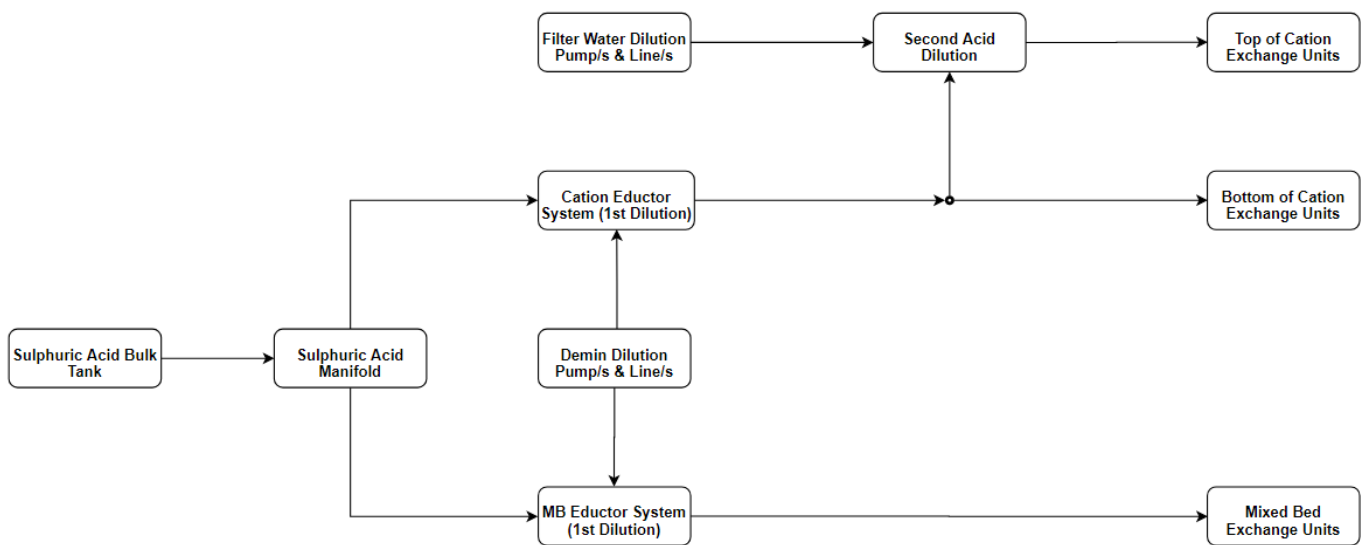 Filter Water Dilution
Pump/s & Line/s
Second Acid
Dilution
Top of Cation
Exchange Units
Cation Eductor
System (1st Dilution)
Bottom of Cation
Exchange Units
Sulphuric Acid Bulk
Tank
Sulphuric Acid
Manifold
Demin Dilution
Pump/s & Line/s
MB Eductor System
(1st Dilution)
Mixed Bed
Exchange Units